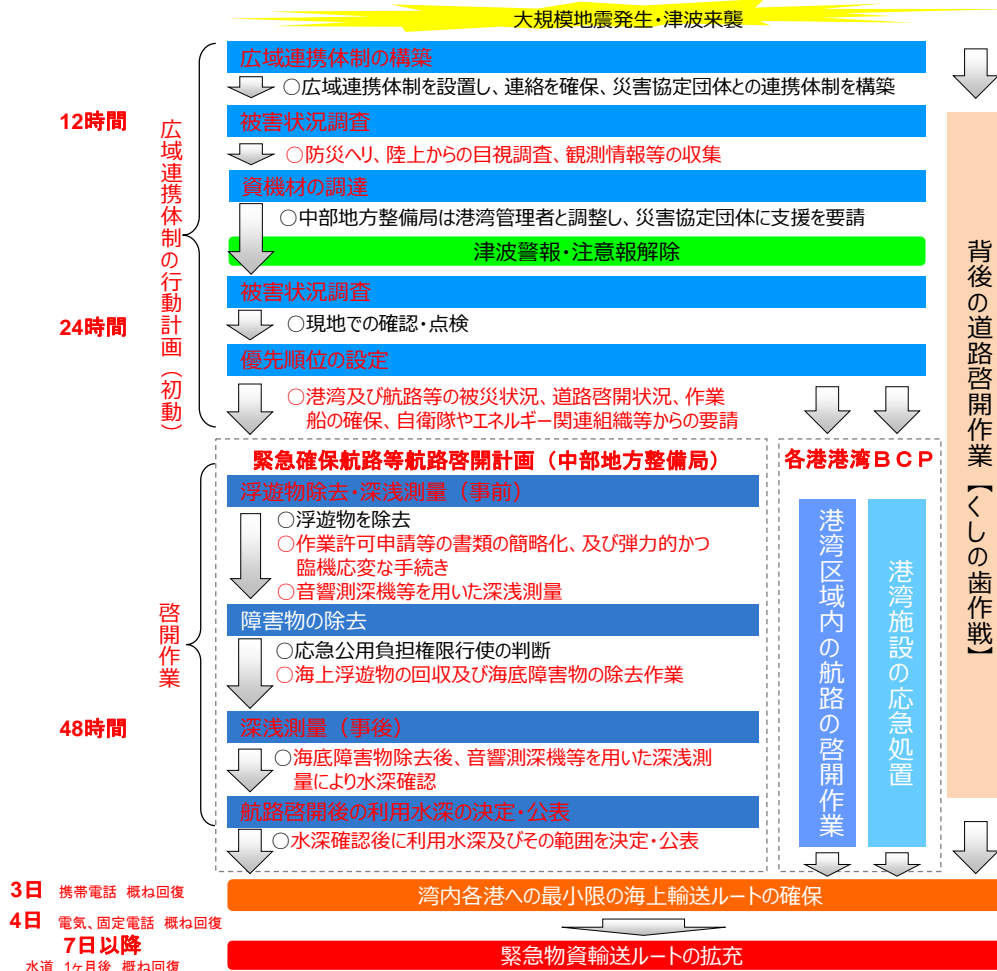 大規模地震発生・津波来襲
広域連携体制の構築
○広域連携体制を設置し、連絡を確保、災害協定団体との連携体制を構築
12時間
被害状況調査
○防災ヘリ、陸上からの目視調査、観測情報等の収集
資機材の調達
○中部地方整備局は港湾管理者と調整し、災害協定団体に支援を要請
津波警報・注意報解除
被害状況調査
24時間
○現地での確認・点検
優先順位の設定
○港湾及び航路等の被災状況、道路啓開状況、作業
船の確保、自衛隊やエネルギー関連組織等からの要請
広域連携体制の行動計画（初動）
緊急確保航路等航路啓開計画（中部地方整備局）
浮遊物除去・深浅測量（事前）
○浮遊物を除去
○作業許可申請等の書類の簡略化、及び弾力的かつ
臨機応変な手続き
○音響測深機等を用いた深浅測量
障害物の除去
○応急公用負担権限行使の判断
○海上浮遊物の回収及び海底障害物の除去作業
啓開作業
48時間
深浅測量（事後）
○海底障害物除去後、音響測深機等を用いた深浅測
量により水深確認
航路啓開後の利用水深の決定・公表
○水深確認後に利用水深及びその範囲を決定・公表
各港港湾ＢＣＰ
港湾区域内の航路の啓開作業
港湾施設の応急処置
背後の道路啓開作業【くしの歯作戦】
3日 携帯電話 概ね回復
湾内各港への最小限の海上輸送ルートの確保
4日 電気、固定電話 概ね回復
7日以降
緊急物資輸送ルートの拡充
水道 1ヶ月後 概ね回復